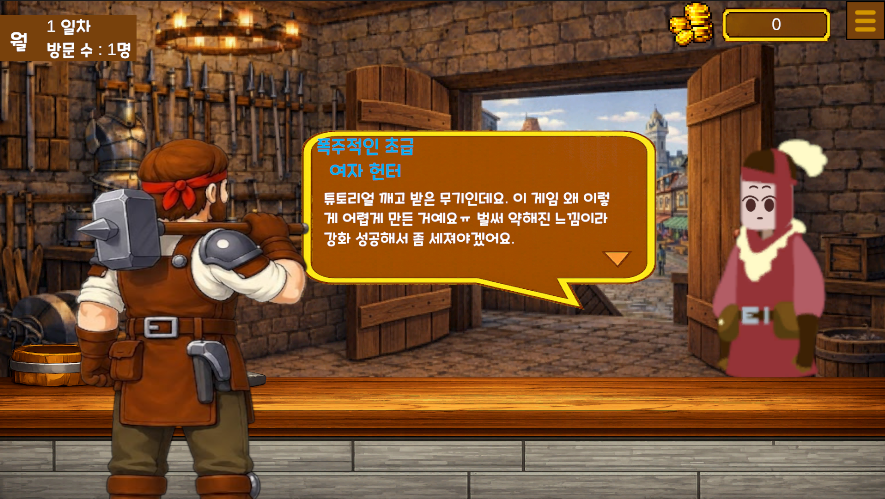 월
1 일차
방문 수 : 1명
0
폭주적인 초급
여자 헌터
튜토리얼 깨고 받은 무기인데요. 이 게임 왜 이렇
게 어렵게 만든 거예요ㅠ 벌써 약해진 느낌이라
강화 성공해서 좀 세져야겠어요.